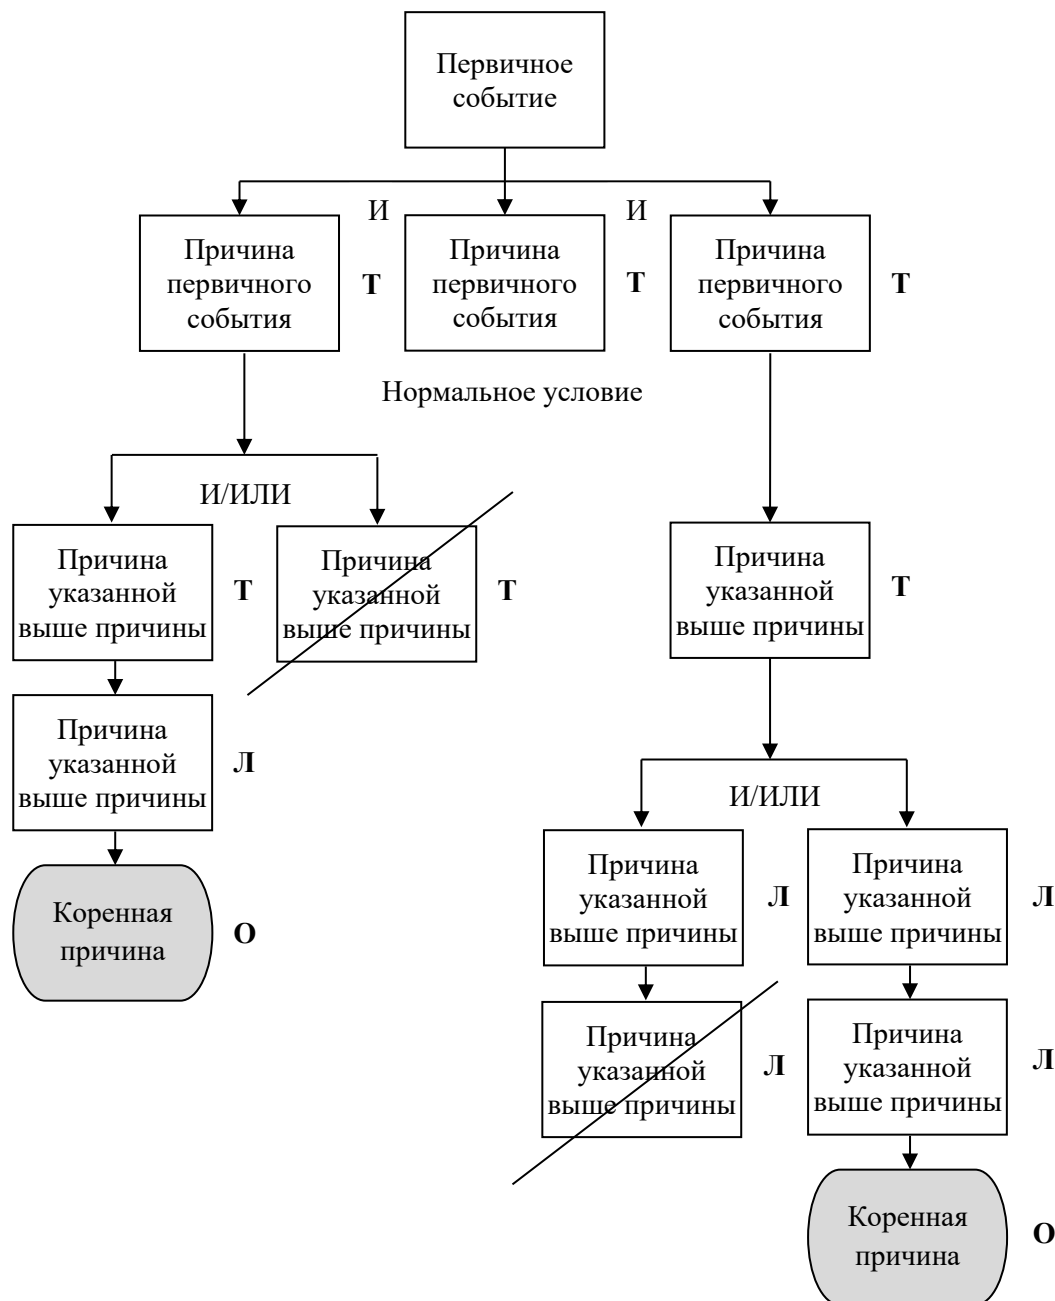 Первичное
событие
И
И
Причина
первичного
события
Т
Причина
первичного
события
Т
Причина
первичного
события
Т
Нормальное условие
И/ИЛИ
Причина
указанной
выше причины
Т
Причина
указанной
выше причины
Т
Причина
указанной
выше причины
Т
Причина
указанной
выше причины
Л
И/ИЛИ
Коренная
причина
О
Причина
указанной
выше причины
Л
Причина
указанной
выше причины
Л
Причина
указанной
выше причины
Л
Причина
указанной
выше причины
Л
Коренная
причина
О